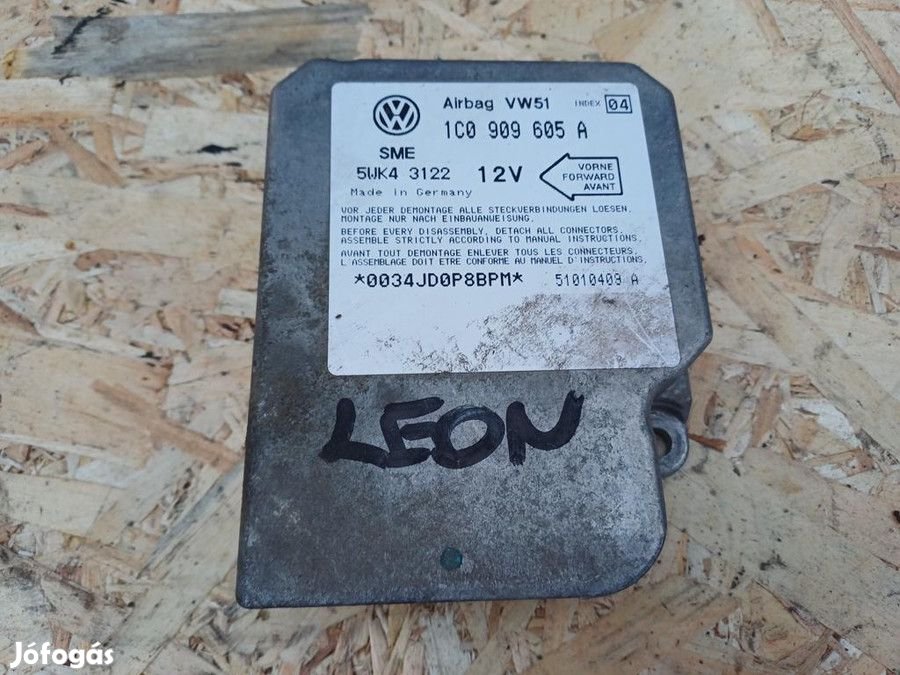 Airbag VW51 INDEX 04
1C0 909 605 A
SME
5WK4 3122 12V
VORNE
FORWARD
AVANT
Made in Germany
VOR JEDER DEMONTAGE ALLE STECKVERBINDUNGEN LOESEN.
MONTAGE NUR NACH EINBAUANWEISUNG.
BEFORE EVERY DISASSEMBLY, DETACH ALL CONNECTORS.
ASSEMBLE STRICTLY ACCORDING TO MANUAL INSTRUCTIONS.
AVANT TOUT DEMONTAGE ENLEVER TOUS LES CONNECTEURS.
L'ASSEMBLAGE DOIT ETRE CONFORME AU MANUEL D'INSTRUCTIONS.
*0034JD0P8BPM* 51010409 A
LEON
Jófogás